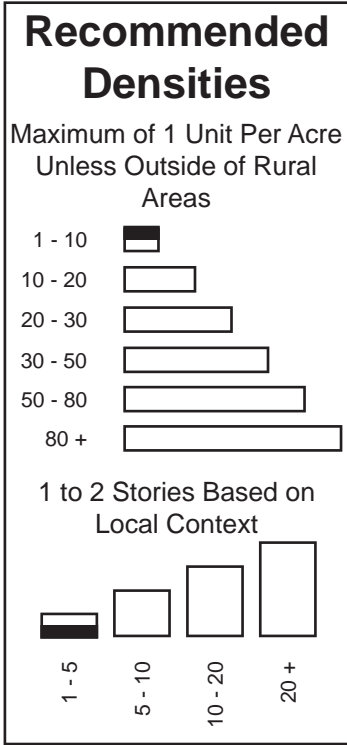 Recommended
Densities
Maximum of 1 Unit Per Acre
Unless Outside of Rural
Areas
1 - 10
10 - 20
20 - 30
30 - 50
50 - 80
80 +
1 to 2 Stories Based on
Local Context
1 - 5
5 - 10
10 - 20
20 +